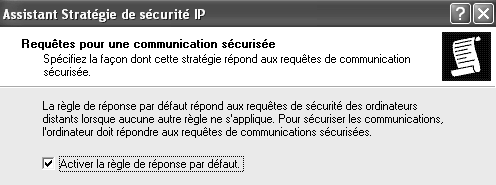 Assistant Stratégie de sécurité IP
Requêtes pour une communication sécurisée
Spécifiez la façon dont cette stratégie répond aux requêtes de communication
sécurisée.
La règle de réponse par défaut répond aux requêtes de sécurité des ordinateurs
distants lorsque aucune autre règle ne s'applique. Pour sécuriser les communications,
l'ordinateur doit répondre aux requêtes de communications sécurisées.
Activer la règle de réponse par défaut.